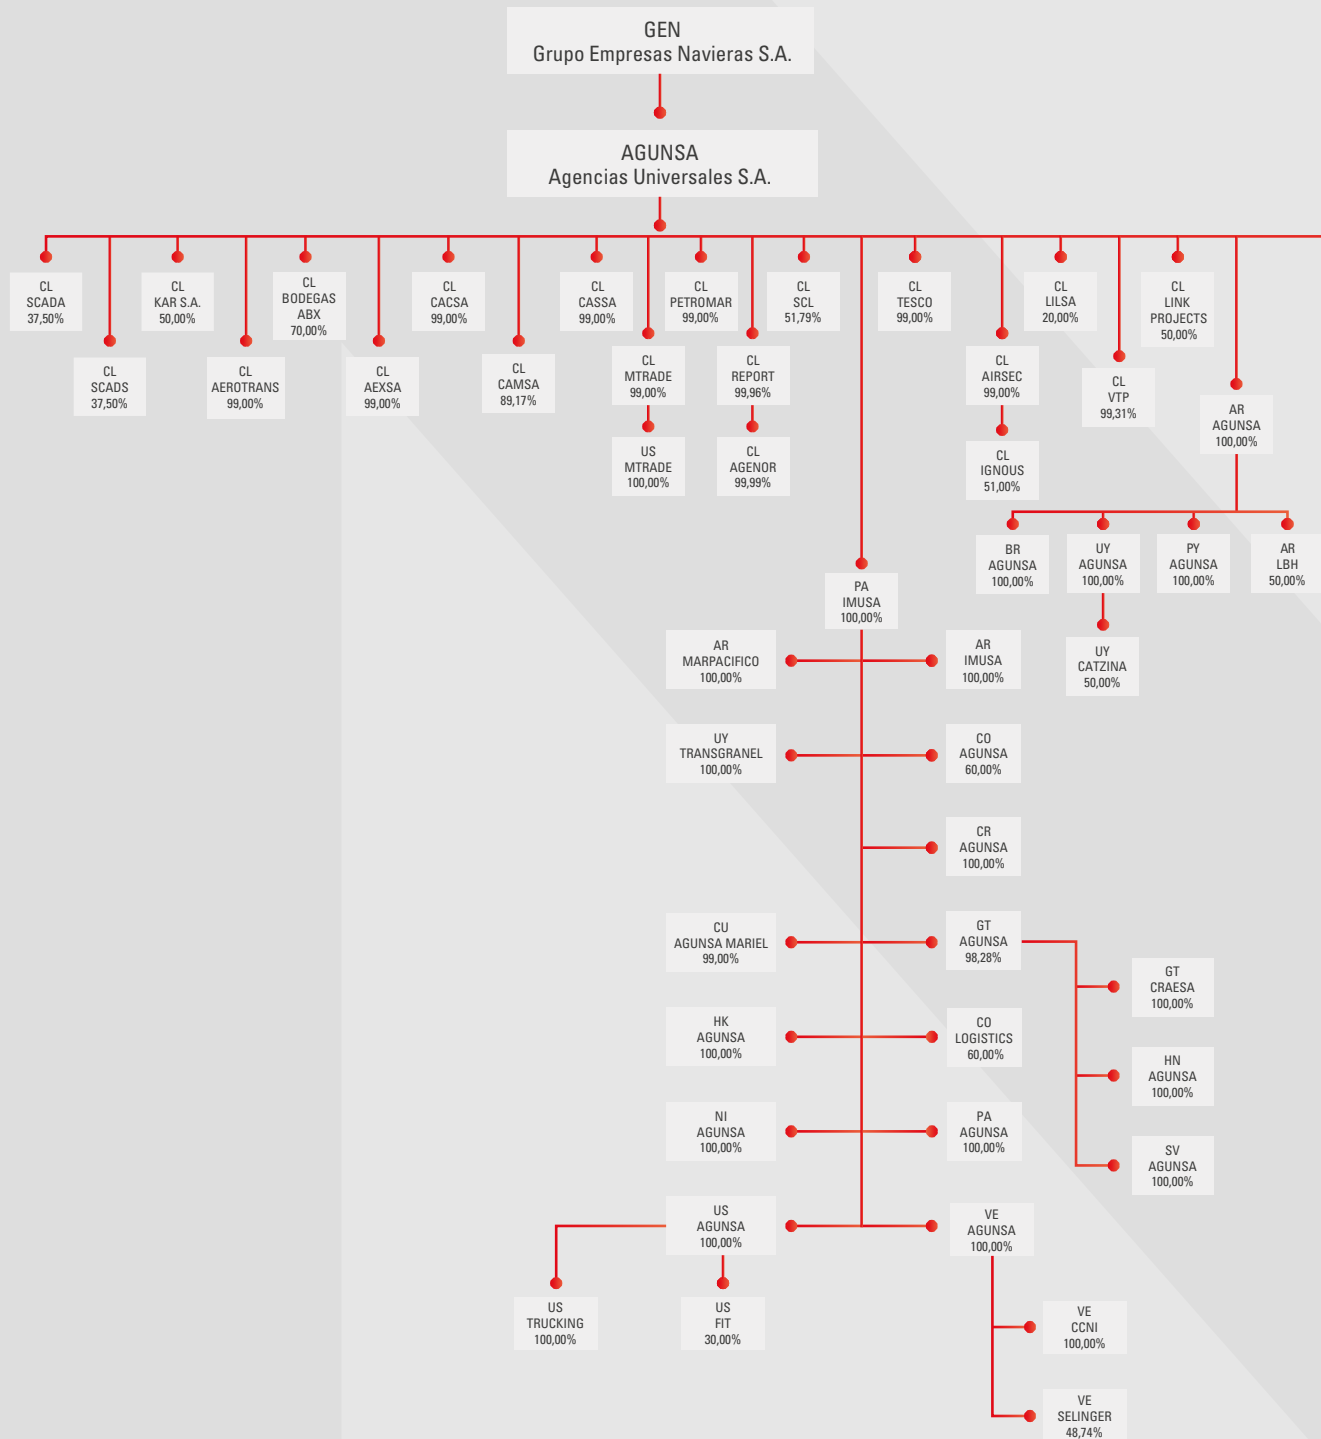 GEN
Grupo Empresas Navieras S.A.
AGUNSA
Agencias Universales S.A.
CL
SCADA
37,50%
CL
SCADS
37,50%
CL
KAR S.A.
50,00%
CL
AEROTRANS
99,00%
CL
BODEGAS
ABX
70,00%
CL
AEXSA
99,00%
CL
CACSA
99,00%
CL
CAMSA
89,17%
CL
CASSA
99,00%
CL
MTRADE
99,00%
US
MTRADE
100,00%
CL
PETROMAR
99,00%
CL
REPORT
99,96%
CL
AGENOR
99,99%
CL
SCL
51,79%
CL
TESCO
99,00%
CL
AIRSEC
99,00%
CL
IGNOUS
51,00%
CL
LILSA
20,00%
CL
VTP
99,31%
CL
LINK
PROJECTS
50,00%
AR
AGUNSA
100,00%
BR
AGUNSA
100,00%
UY
AGUNSA
100,00%
PY
AGUNSA
100,00%
AR
LBH
50,00%
UY
CATZINA
50,00%
PA
IMUSA
100,00%
AR
MARPACIFICO
100,00%
AR
IMUSA
100,00%
UY
TRANSGRANEL
100,00%
CO
AGUNSA
60,00%
CR
AGUNSA
100,00%
CU
AGUNSA MARIEL
99,00%
GT
AGUNSA
98,28%
GT
CRAESA
100,00%
HN
AGUNSA
100,00%
SV
AGUNSA
100,00%
HK
AGUNSA
100,00%
CO
LOGISTICS
60,00%
NI
AGUNSA
100,00%
PA
AGUNSA
100,00%
US
AGUNSA
100,00%
VE
AGUNSA
100,00%
US
TRUCKING
100,00%
US
FIT
30,00%
VE
CCNI
100,00%
VE
SELINGER
48,74%